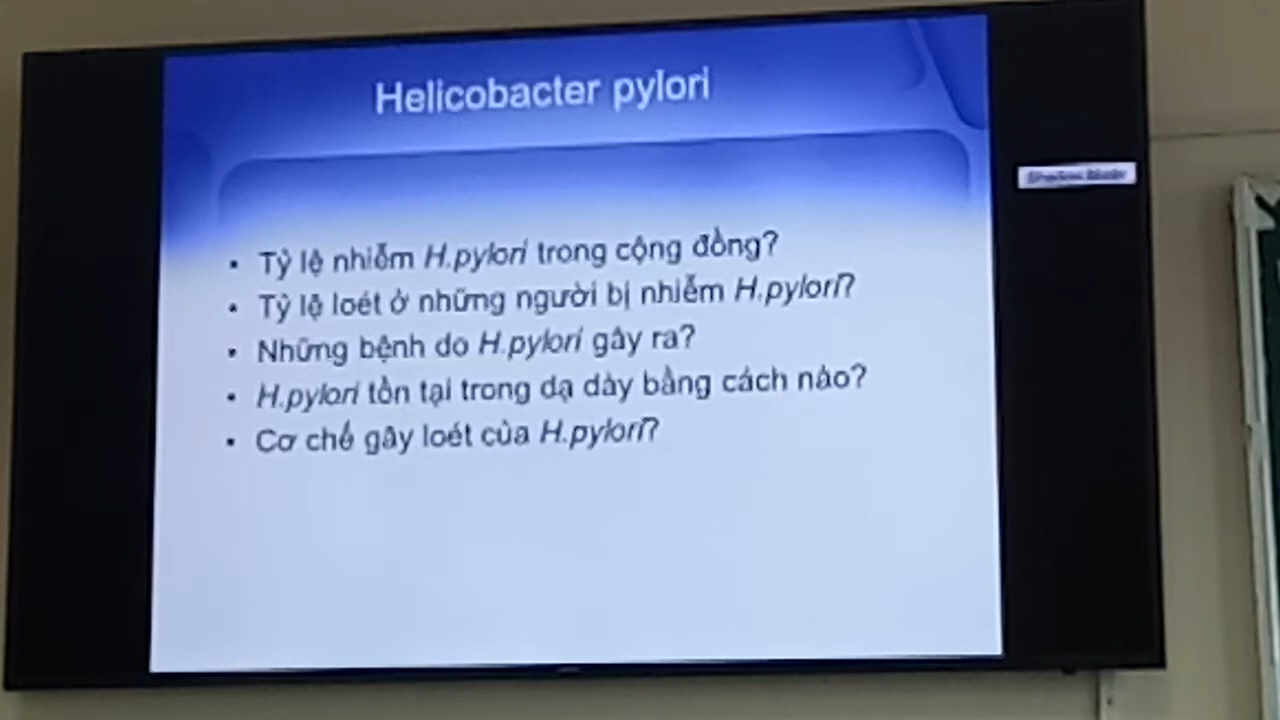 Helicobacter pylori
• Tỷ lệ nhiễm H.pylori trong cộng đồng?
• Tỷ lệ loét ở những người bị nhiễm H.pylori?
• Những bệnh do H.pylori gây ra?
• H.pylori tồn tại trong dạ dày bằng cách nào?
• Cơ chế gây loét của H.pylori?